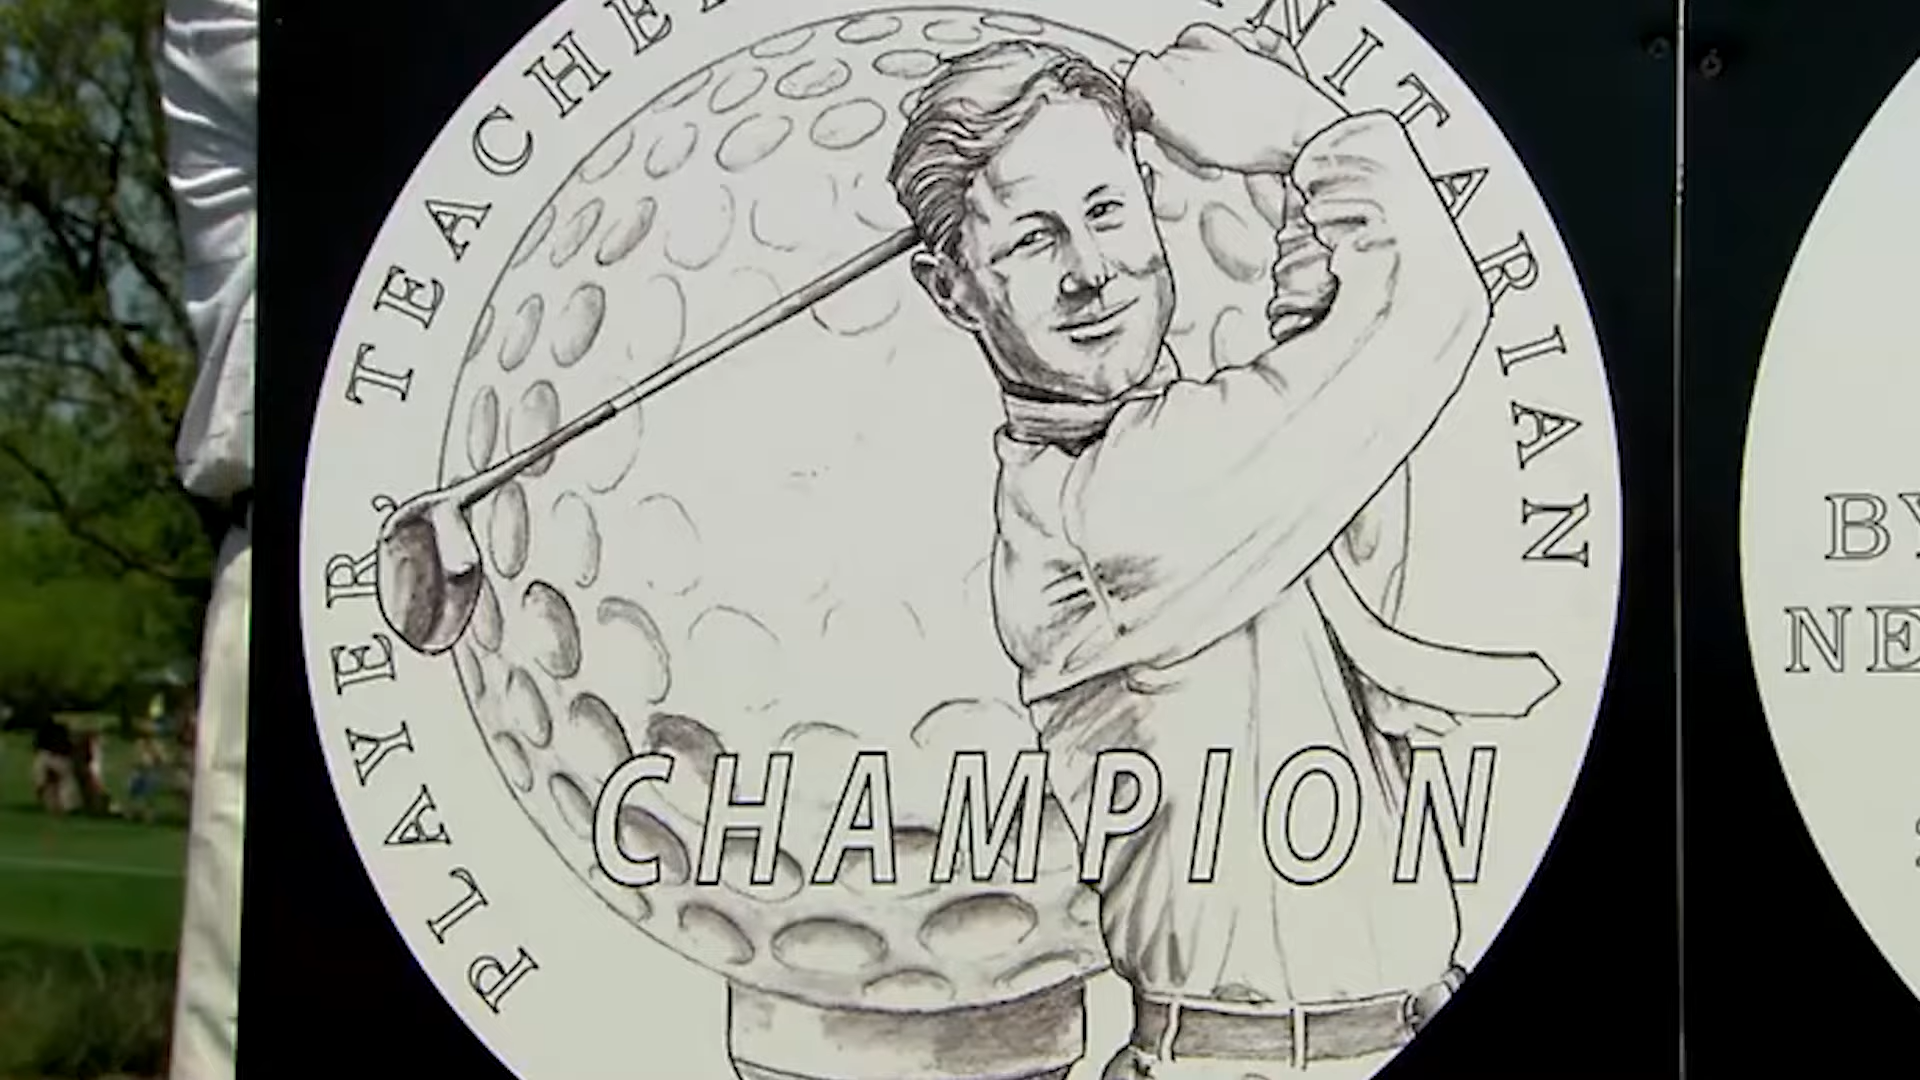 PLAYER, TEACHE
NITARIAN
CHAMPION
BY
NE